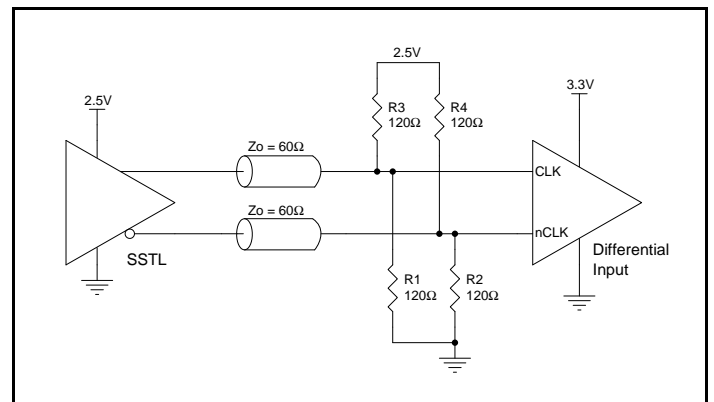 2.5V
2.5V
3.3V
R3
120Ω
R4
120Ω
Zo = 60Ω
CLK
Zo = 60Ω
nCLK
SSTL
Differential
Input
R1
120Ω
R2
120Ω